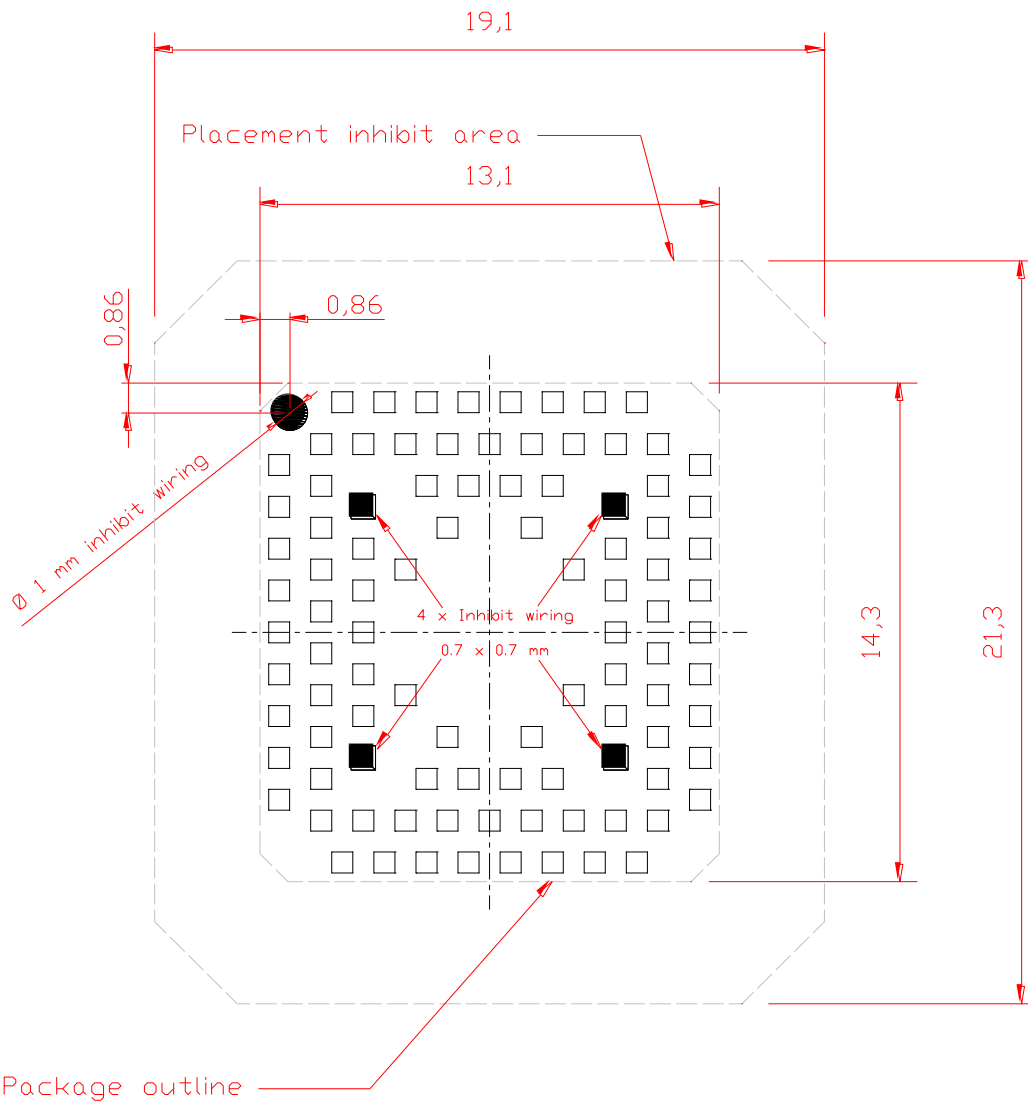 19,1
Placement inhibit area
13,1
0,86
0,86
Ø 1 mm inhibit wiring
4 x Inhibit wiring
0.7 x 0.7 mm
14,3
21,3
Package outline